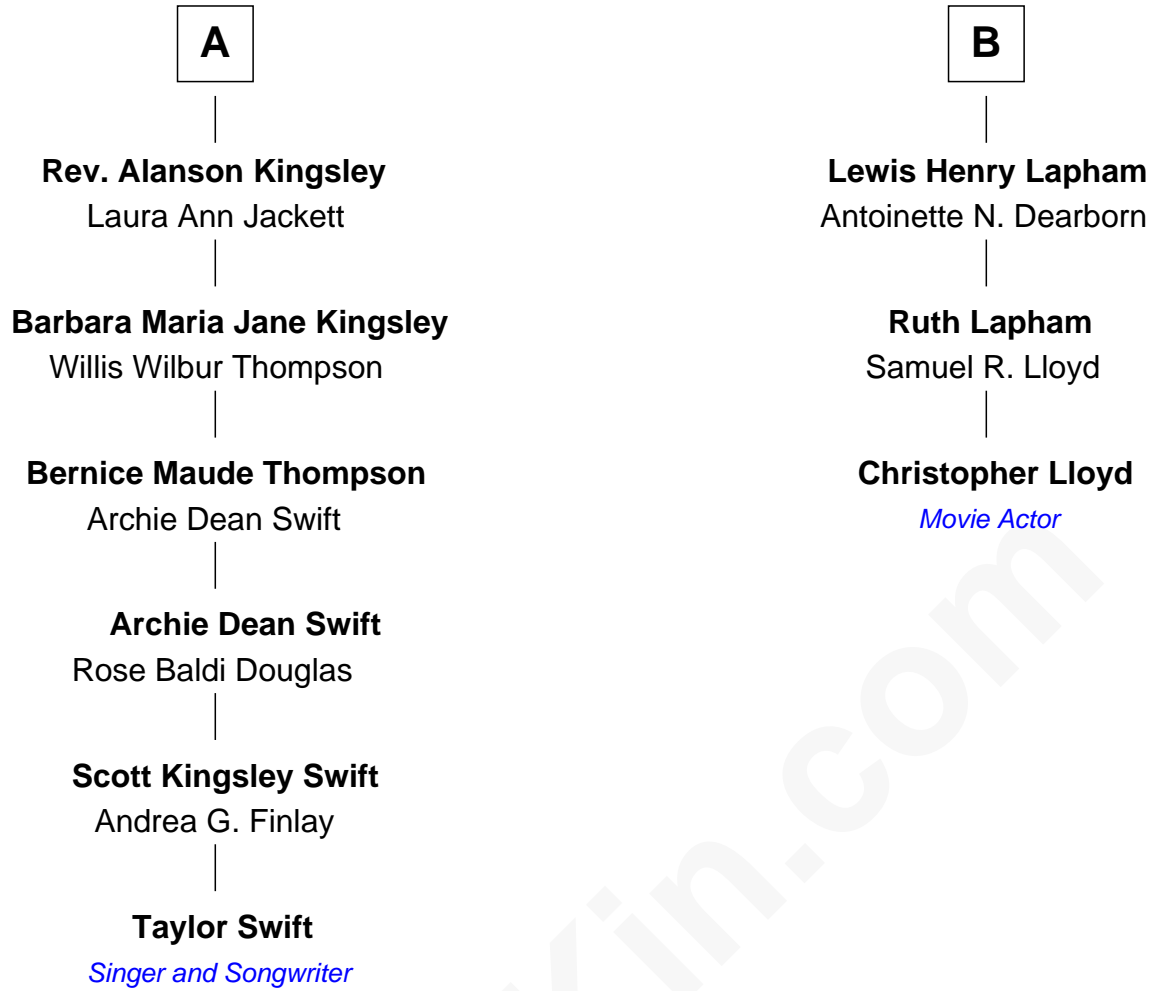 A
Rev. Alanson Kingsley
Laura Ann Jackett
Barbara Maria Jane Kingsley
Willis Wilbur Thompson
Bernice Maude Thompson
Archie Dean Swift
Archie Dean Swift
Rose Baldi Douglas
Scott Kingsley Swift
Andrea G. Finlay
Taylor Swift
Singer and Songwriter
B
Lewis Henry Lapham
Antoinette N. Dearborn
Ruth Lapham
Samuel R. Lloyd
Christopher Lloyd
Movie Actor